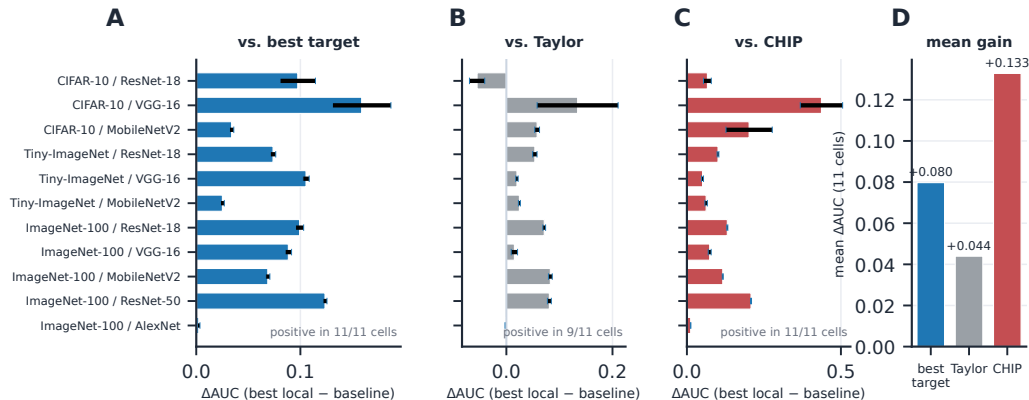 A
B
C
D
vs. best target
vs. Taylor
vs. CHIP
mean gain
CIFAR-10 / ResNet-18
CIFAR-10 / VGG-16
CIFAR-10 / MobileNetV2
Tiny-ImageNet / ResNet-18
Tiny-ImageNet / VGG-16
Tiny-ImageNet / MobileNetV2
ImageNet-100 / ResNet-18
ImageNet-100 / VGG-16
ImageNet-100 / MobileNetV2
ImageNet-100 / ResNet-50
ImageNet-100 / AlexNet
positive in 11/11 cells
0.0
0.1
ΔAUC (best local − baseline)
positive in 9/11 cells
0.0
0.2
ΔAUC (best local − baseline)
positive in 11/11 cells
0.0
0.5
ΔAUC (best local − baseline)
mean ΔAUC (11 cells)
0.12
0.10
0.08
0.06
0.04
0.02
0.00
+0.080
+0.044
+0.133
best
target
Taylor
CHIP